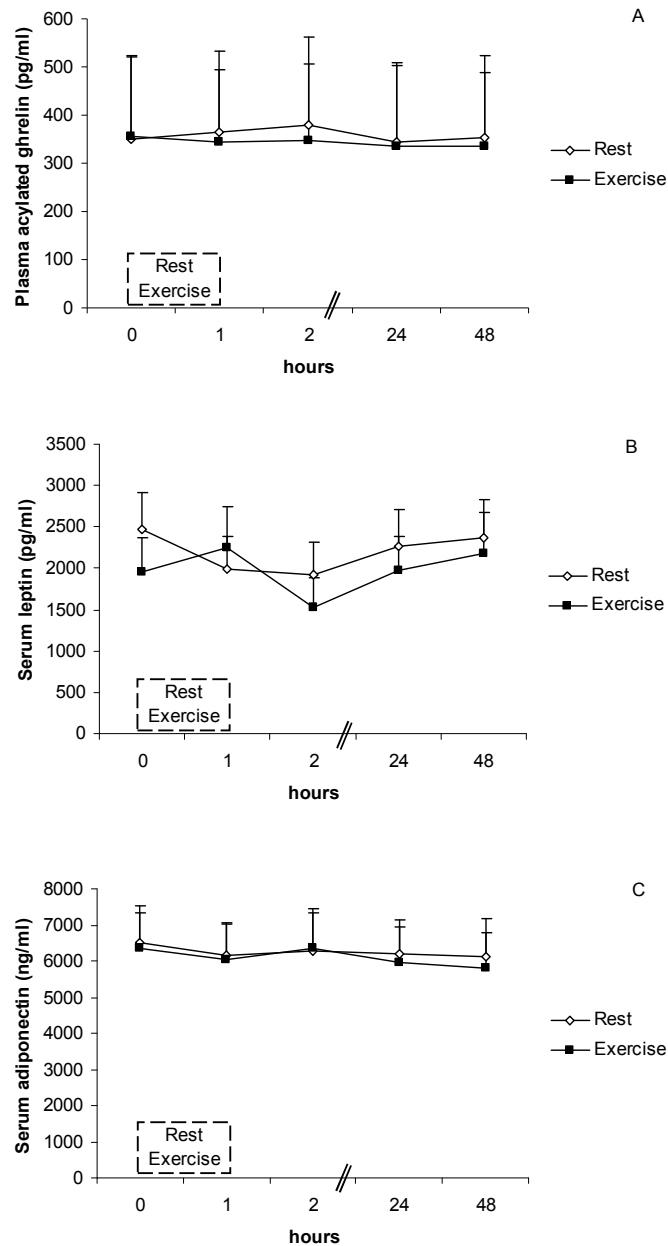 A
Plasma acylated ghrelin (pg/ml)
600
500
400
300
200
100
0
Rest
Exercise
0 1 2 24 48
hours
Rest
Exercise
B
Serum leptin (pg/ml)
3500
3000
2500
2000
1500
1000
500
0
Rest
Exercise
0 1 2 24 48
hours
Rest
Exercise
C
Serum adiponectin (ng/ml)
8000
7000
6000
5000
4000
3000
2000
1000
0
Rest
Exercise
0 1 2 24 48
hours
Rest
Exercise